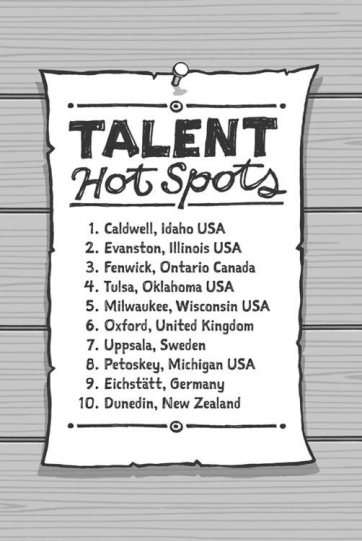 TALENT
Hot Spots
1. Caldwell, Idaho USA
2. Evanston, Illinois USA
3. Fenwick, Ontario Canada
4. Tulsa, Oklahoma USA
5. Milwaukee, Wisconsin USA
6. Oxford, United Kingdom
7. Uppsala, Sweden
8. Petoskey, Michigan USA
9. Eichstätt, Germany
10. Dunedin, New Zealand